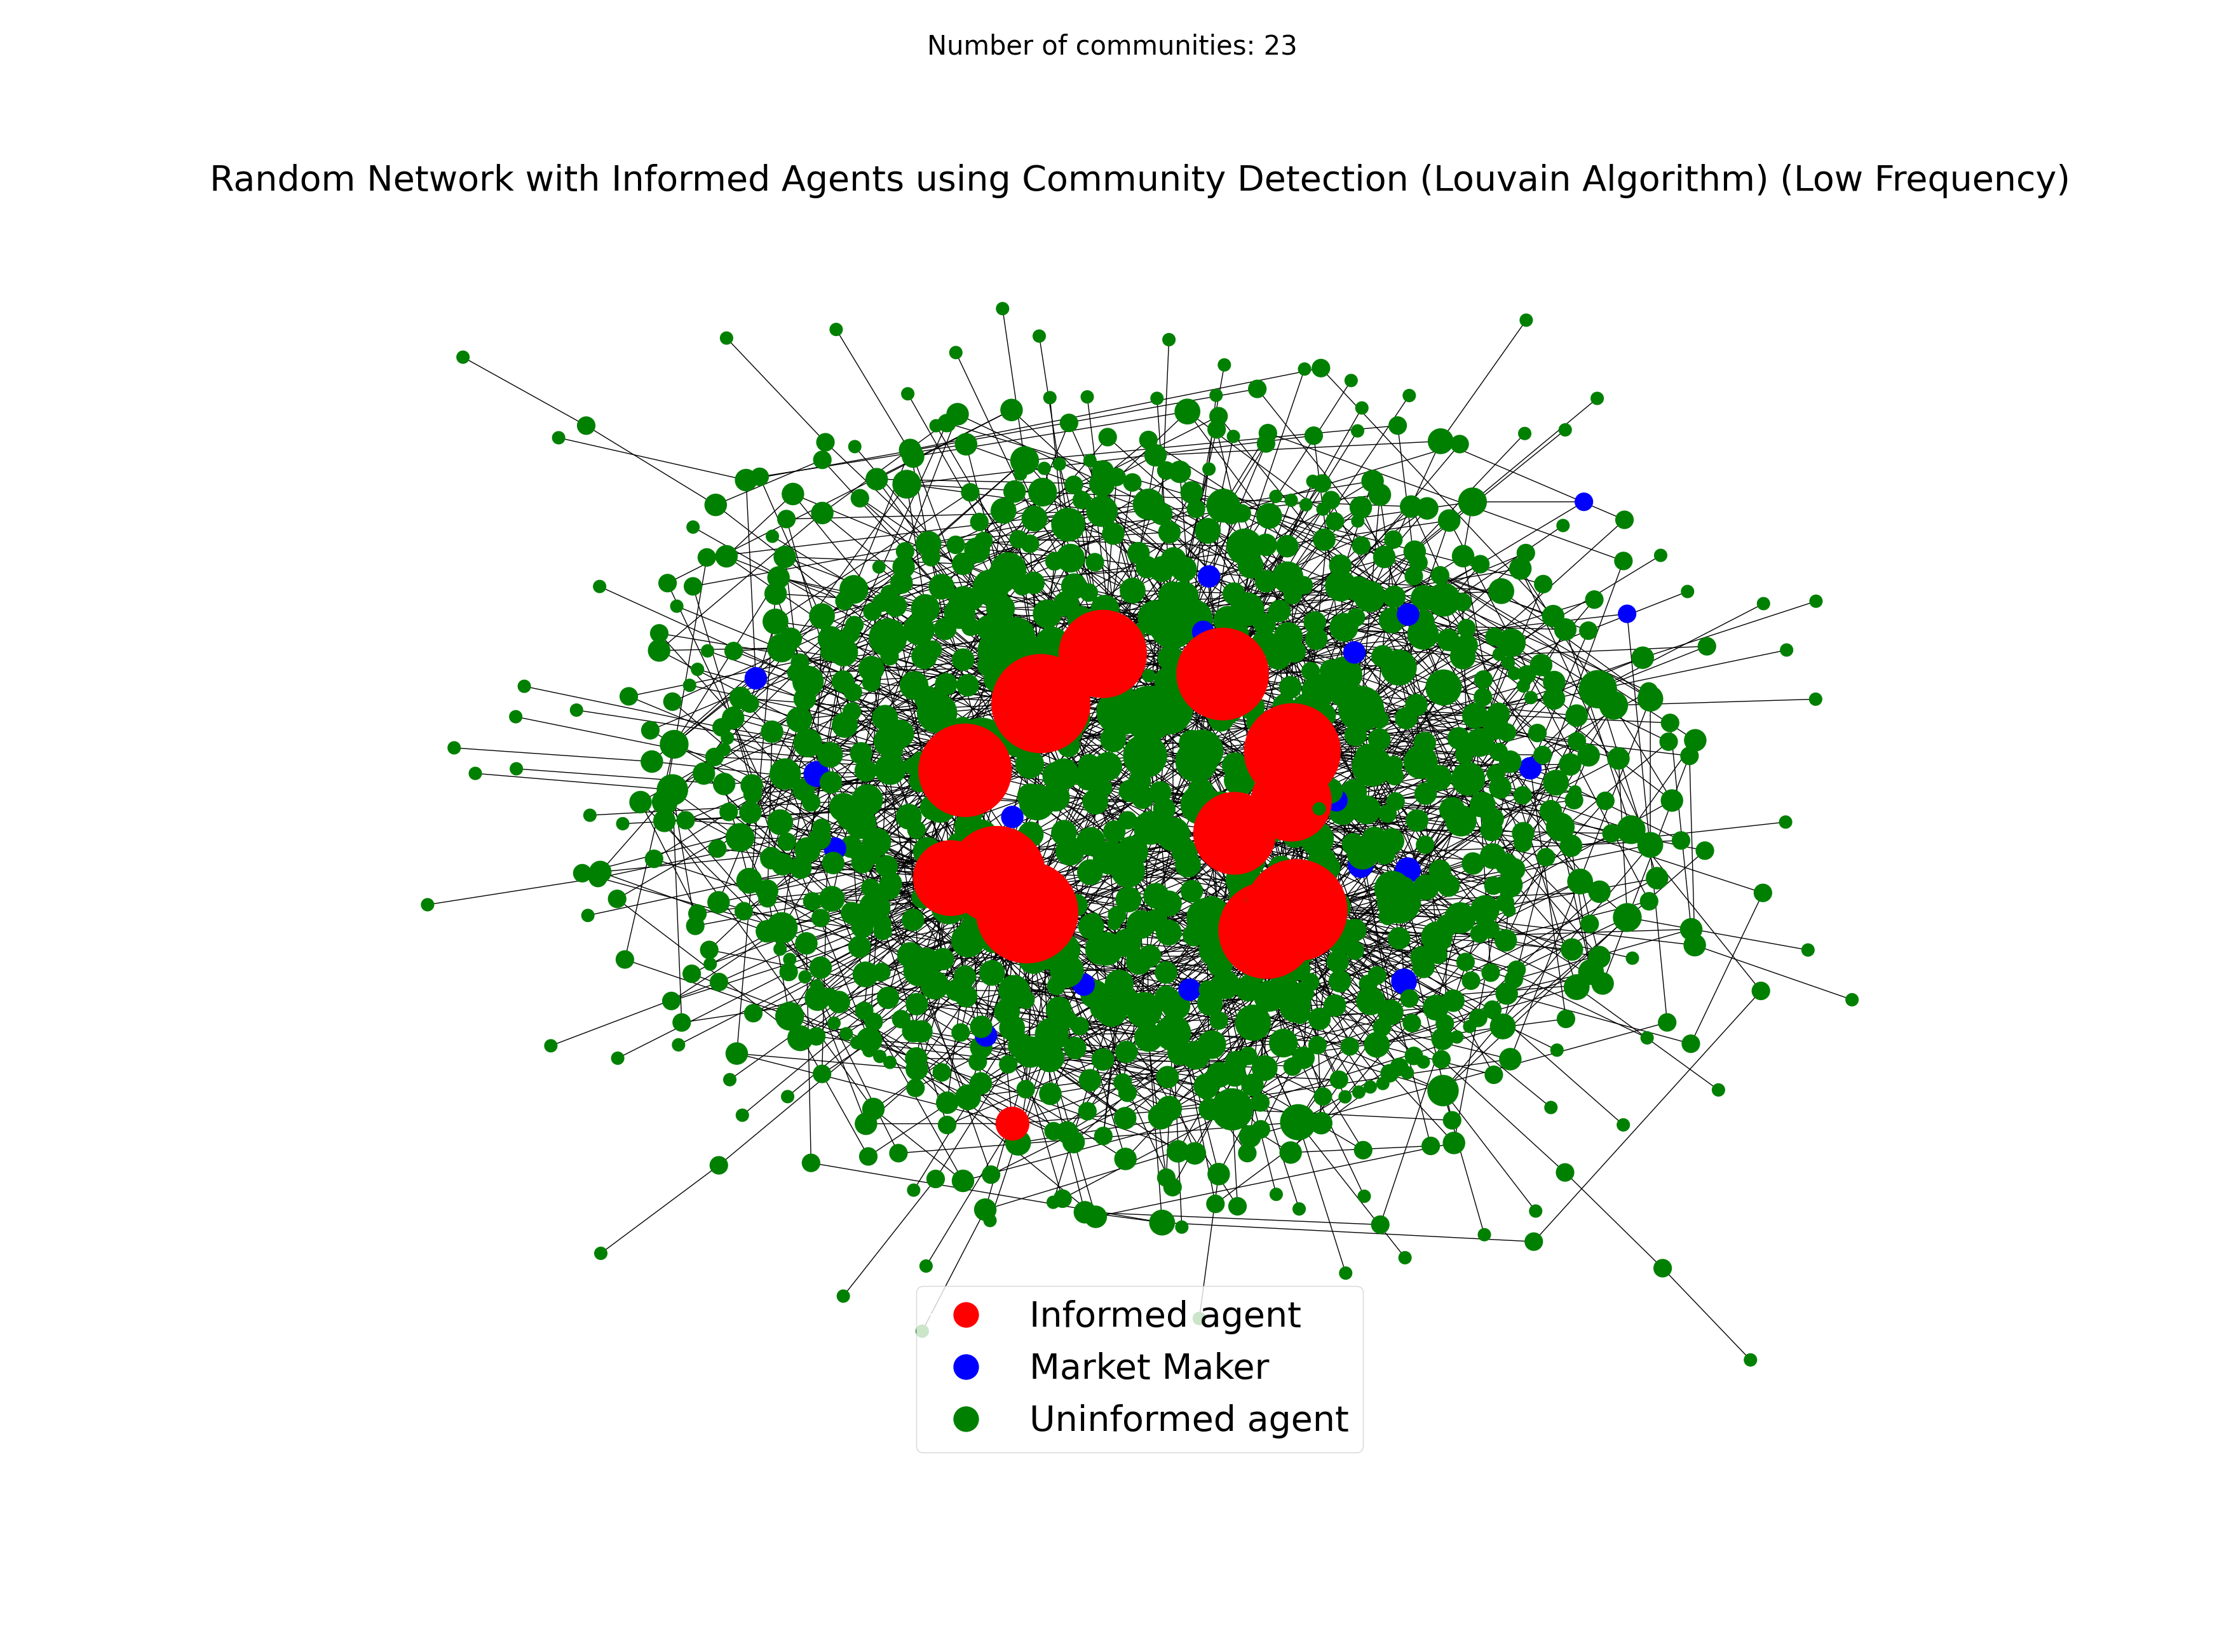 Number of communities: 23
Random Network with Informed Agents using Community Detection (Louvain Algorithm) (Low Frequency)
Informed agent
Market Maker
Uninformed agent